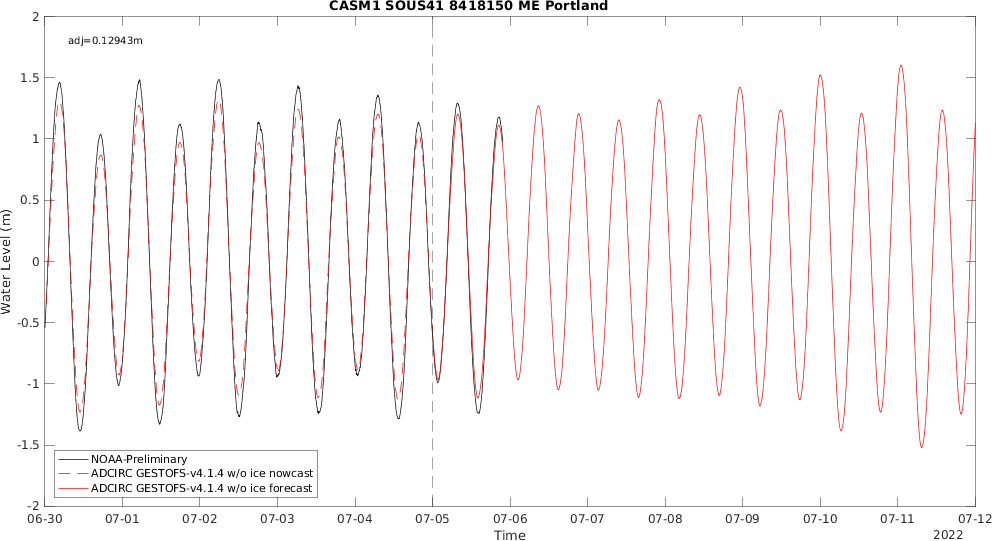 CASM1 SOUS41 8418150 ME Portland
adj=0.12943m
2
1.5
1
0.5
0
-0.5
-1
-1.5
-2
Water Level (m)
NOAA-Preliminary
ADCIRC GESTOFS-v4.1.4 w/o ice nowcast
ADCIRC GESTOFS-v4.1.4 w/o ice forecast
06-30 07-01 07-02 07-03 07-04 07-05 07-06 07-07 07-08 07-09 07-10 07-11 07-12
Time
2022